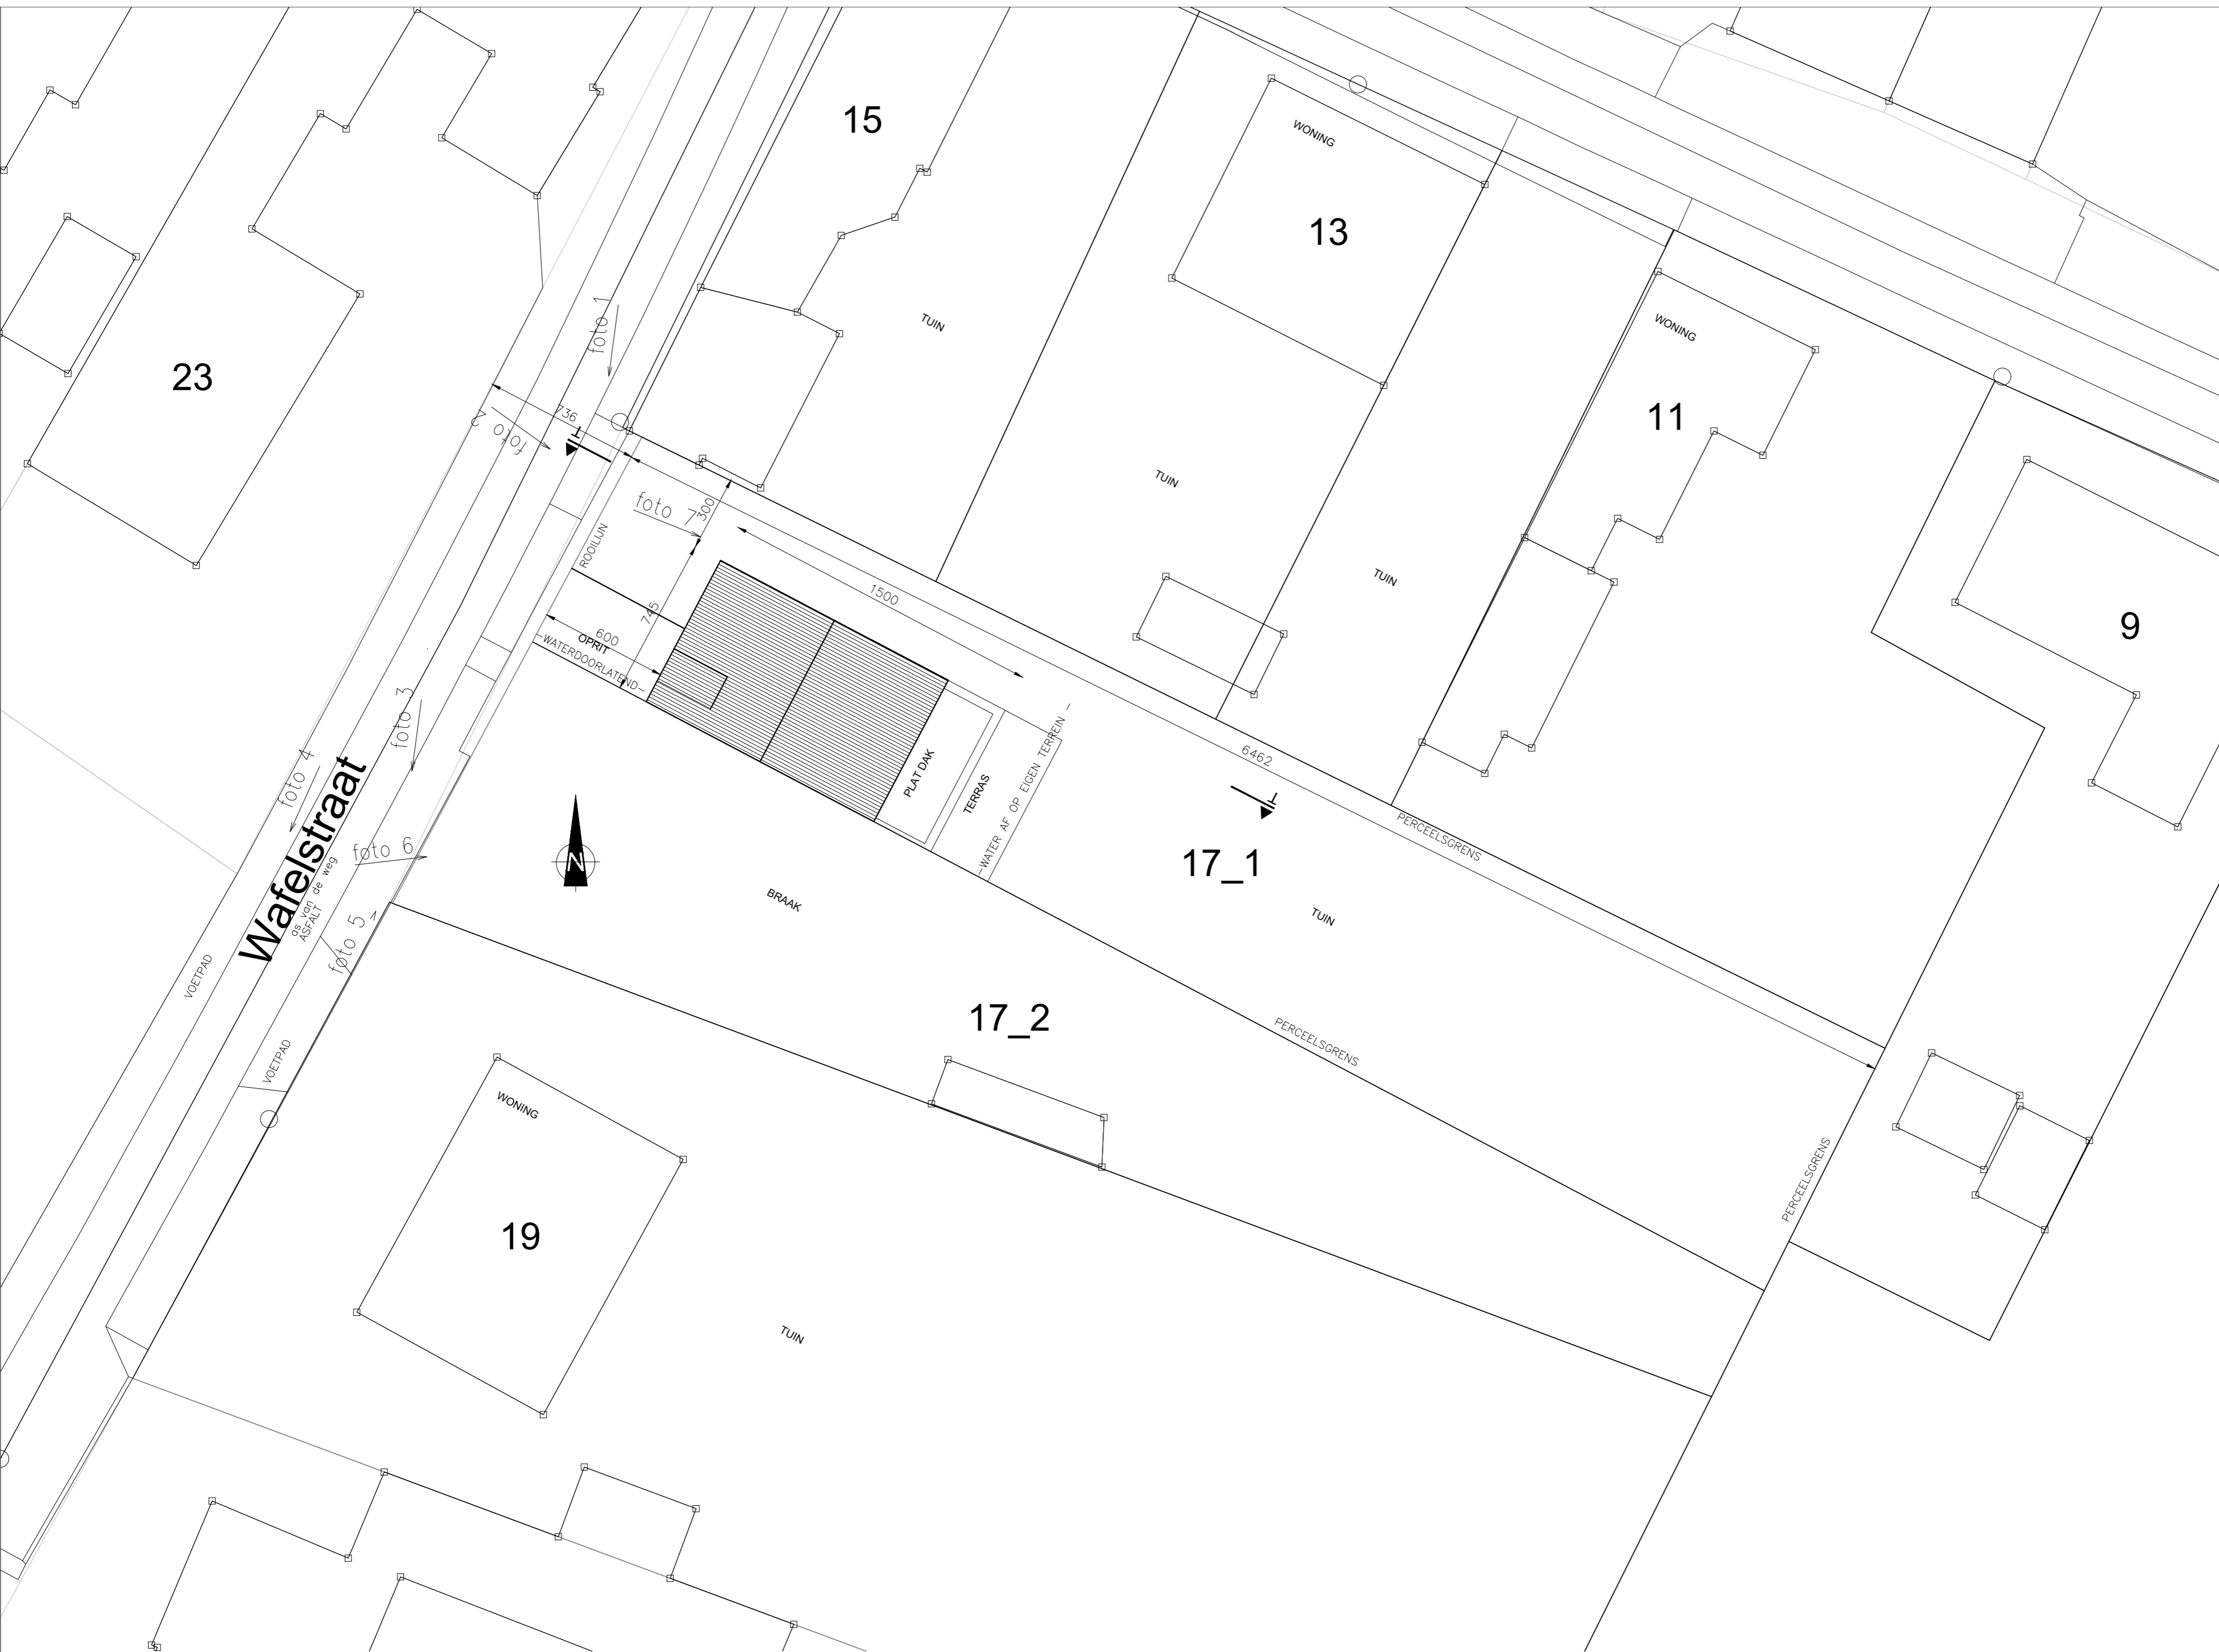 15
WONING
13
23
TUIN
foto 1
WONING
11
736
foto 2
1
TUIN
foto 7
300
ROOILIJN
TUIN
1500
9
745
600
OPRIT
-WATERDOORLATEND-
foto 3
PLAT DAK
TERRAS
-WATER AF OP EIGEN TERREIN -
6462
1
PERCEELSGRENS
foto 4
Wafelstraat
as van de weg
ASFALT
foto 6
N
17_1
BRAAK
TUIN
foto 5
VOETPAD
17_2
PERCEELSGRENS
VOETPAD
WONING
PERCEELSGRENS
19
TUIN